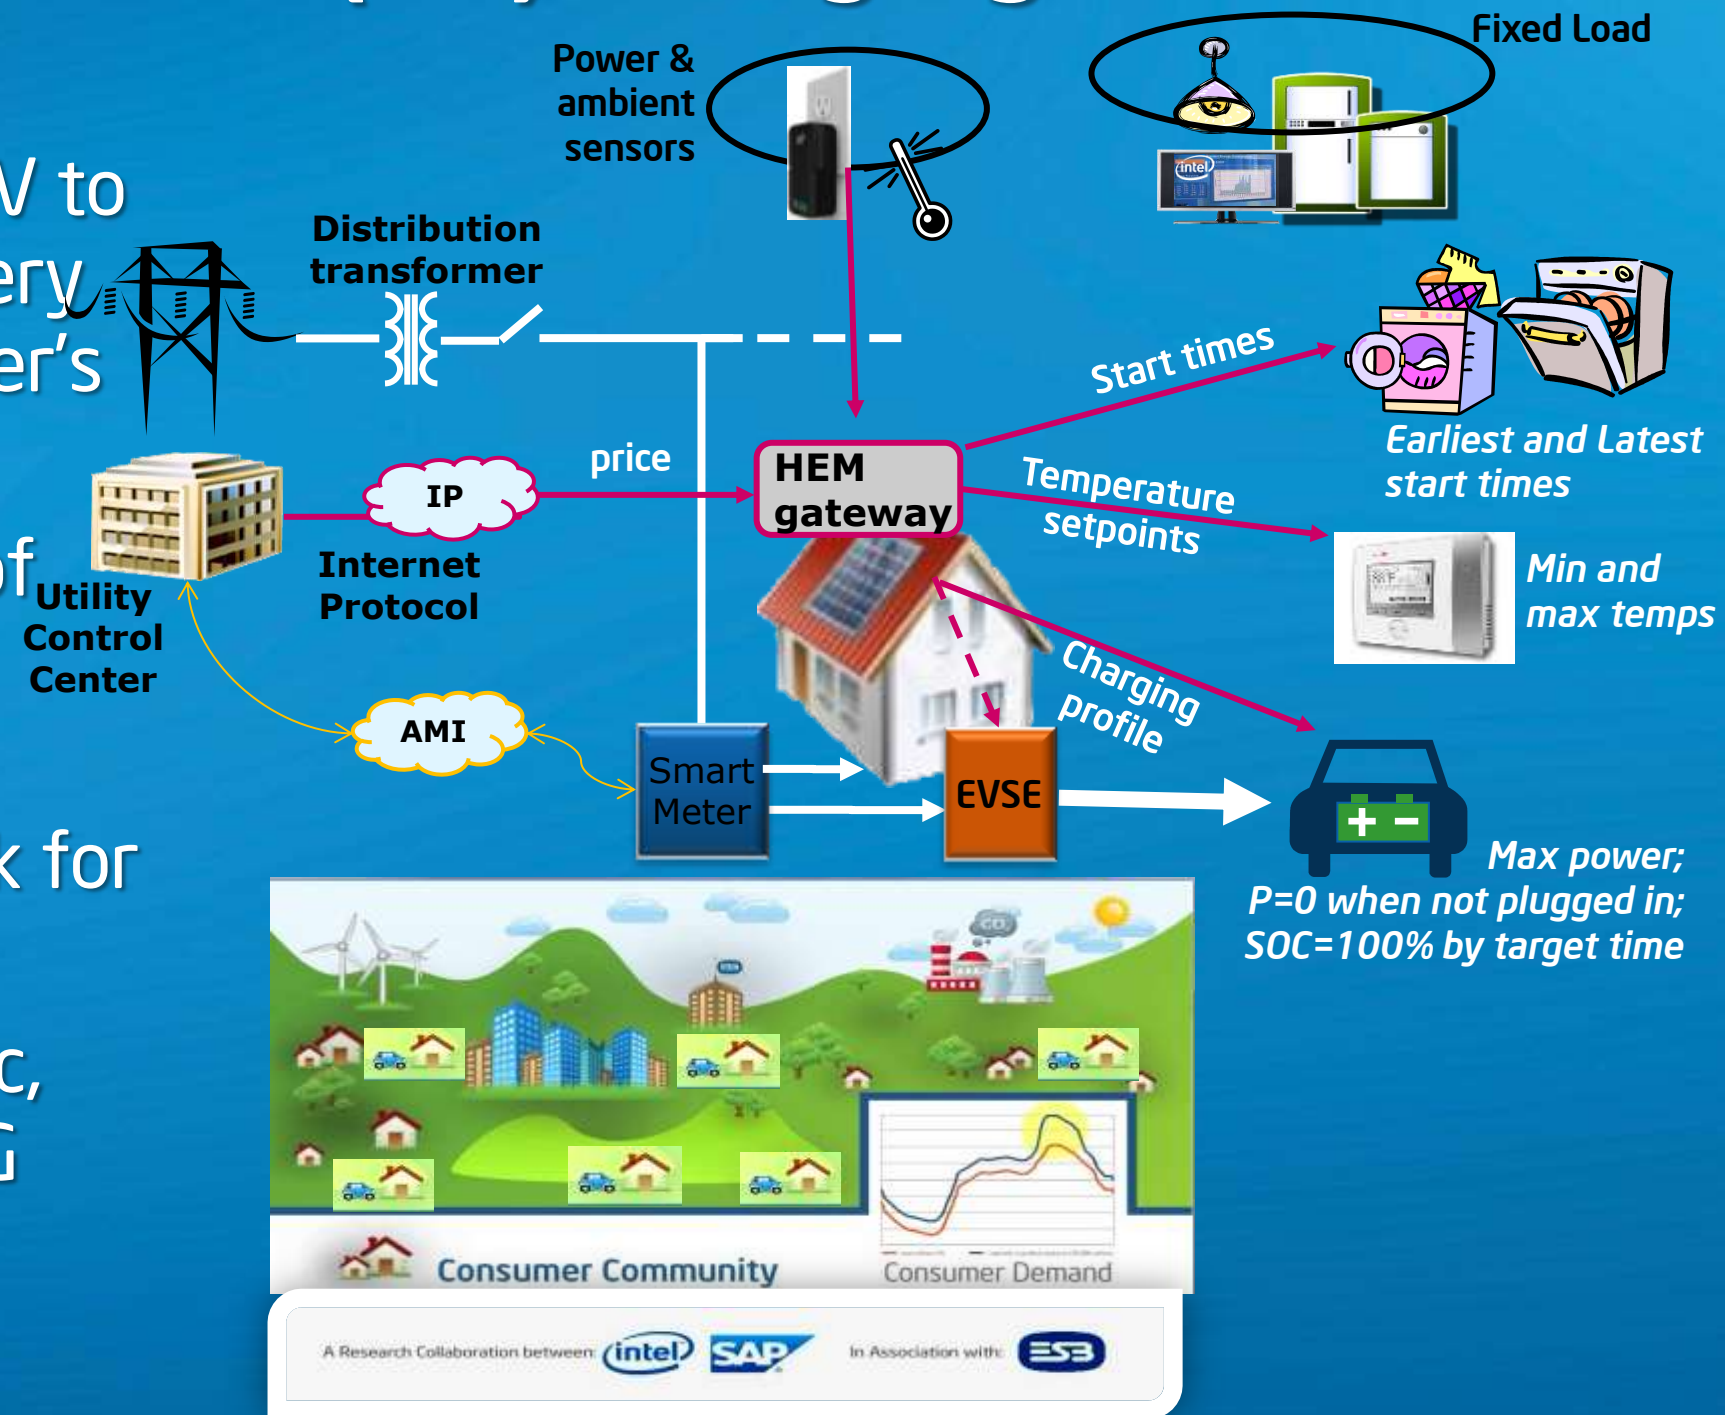 Fixed Load
Power &
ambient
sensors
intel
V to
ery
er's
Distribution
transformer
Start times
Earliest and Latest
start times
price
IP
HEM
gateway
Temperature
setpoints
of
Internet
Protocol
Utility
Control
Center
Min and
max temps
Charging
profile
AMI
Smart
Meter
EVSE
+ -
k for
Max power;
P=0 when not plugged in;
SOC=100% by target time
c,
G
Consumer Community
Consumer Demand
A Research Collaboration between:
intel
SAP
In Association with:
ESB